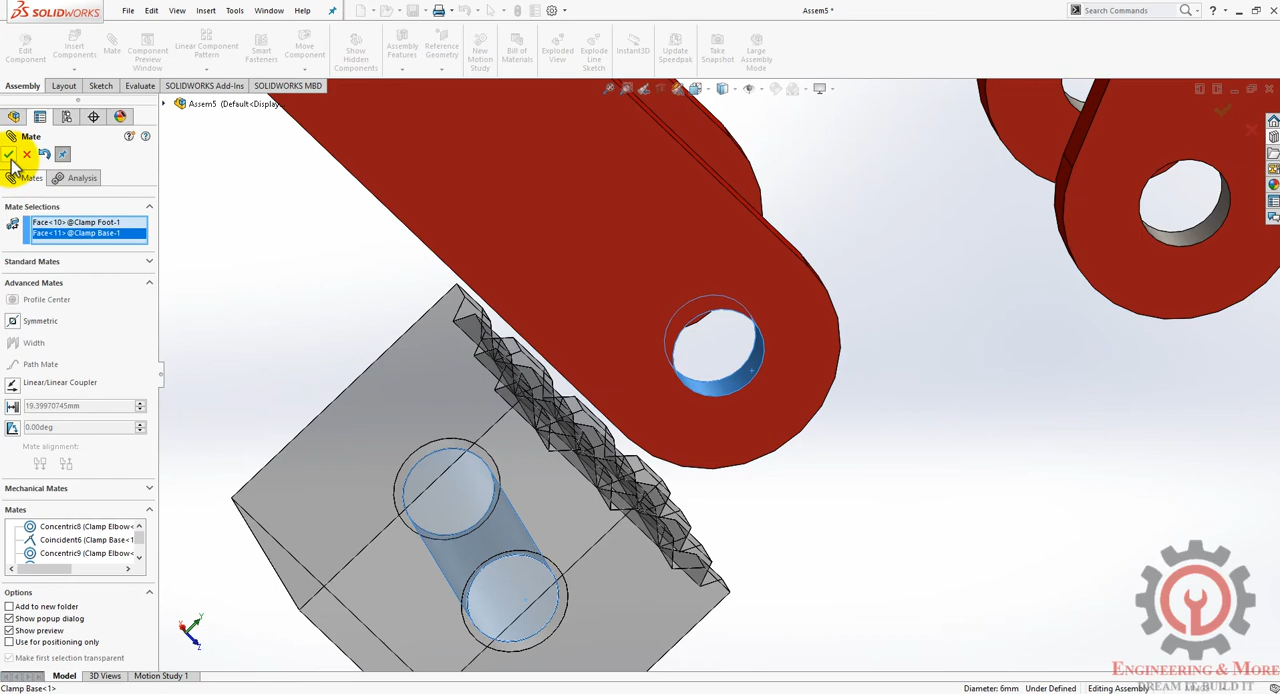 SOLIDWORKS
File Edit View Insert Tools Window Help
Assem5 *
Search Commands
Edit Component
Insert Components
Mate
Component Preview Window
Linear Component Pattern
Smart Fasteners
Move Component
Show Hidden Components
Assembly Features
Reference Geometry
New Motion Study
Bill of Materials
Exploded View
Explode Line Sketch
Instant3D
Update Speedpak
Take Snapshot
Large Assembly Mode
Assembly Layout Sketch Evaluate SOLIDWORKS Add-Ins SOLIDWORKS MBD
Assem5 (Default<Display
Mate
Mates Analysis
Mate Selections
Face<10>@Clamp Foot-1
Face<11>@Clamp Base-1
Standard Mates
Advanced Mates
Profile Center
Symmetric
Width
Path Mate
Linear/Linear Coupler
19.39970745mm
0.00deg
Mate alignment:
Mechanical Mates
Mates
Concentric8 (Clamp Elbow<
Coincident6 (Clamp Base<1
Concentric9 (Clamp Elbow<
Options
Add to new folder
Show popup dialog
Show preview
Use for positioning only
Make first selection transparent
Model 3D Views Motion Study 1
Clamp Base<1>
Diameter: 6mm Under Defined Editing Assembly
ENGINEERING & MORE
DREAM IT, BUILD IT